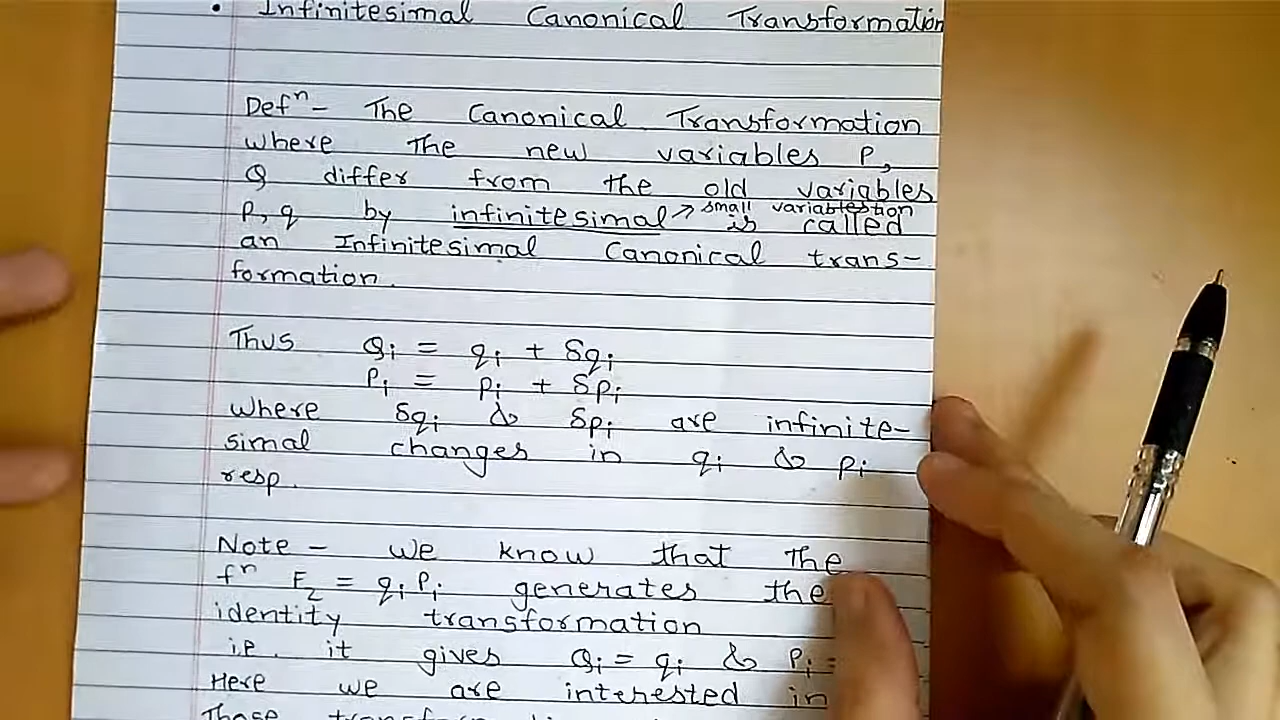 • Infinitesimal Canonical Transformation
Defⁿ - The Canonical Transformation
where the new variables P,
Q differ from the old variables
small variablestion
p, q by infinitesimal → is called
an Infinitesimal Canonical trans-
formation.
Thus Qi = qi + δqi
Pi = pi + δpi
where δqi & δpi are infinite-
simal changes in qi & pi
resp.
Note - we know that the
fⁿ F₂ = qi Pi generates the
identity transformation
i.e. it gives Qi = qi & Pi =
Here we are interested in